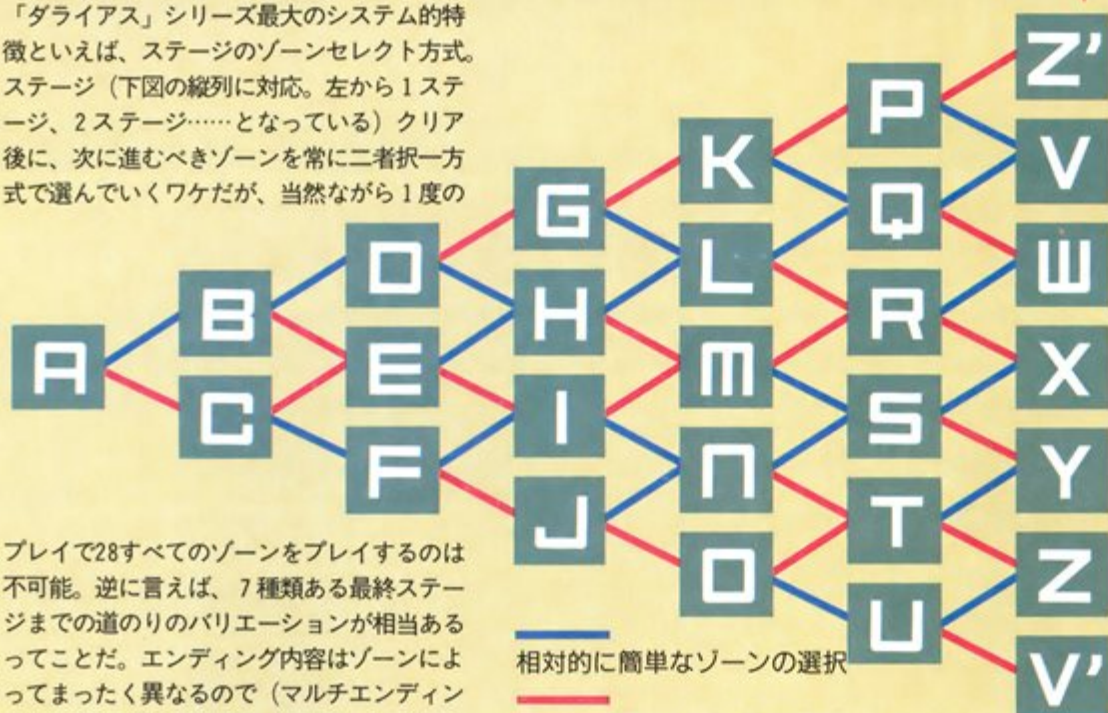 「ダライアス」シリーズ最大のシステム的特
徴といえば、ステージのゾーンセレクト方式。
ステージ（下図の縦列に対応。左から1ステ
ージ、2ステージ……となっている）クリア
後に、次に進むべきゾーンを常に二者択一方
式で選んでいくワケだが、当然ながら1度の
プレイで28すべてのゾーンをプレイするのは
不可能。逆に言えば、7種類ある最終ステー
ジまでの道のりのバリエーションが相当ある
ってことだ。エンディング内容はゾーンによ
ってまったく異なるので（マルチエンディン
A
B
C
D
E
F
G
H
I
J
K
L
M
N
O
P
Q
R
S
T
U
Z'
V
W
X
Y
Z
V'
相対的に簡単なゾーンの選択